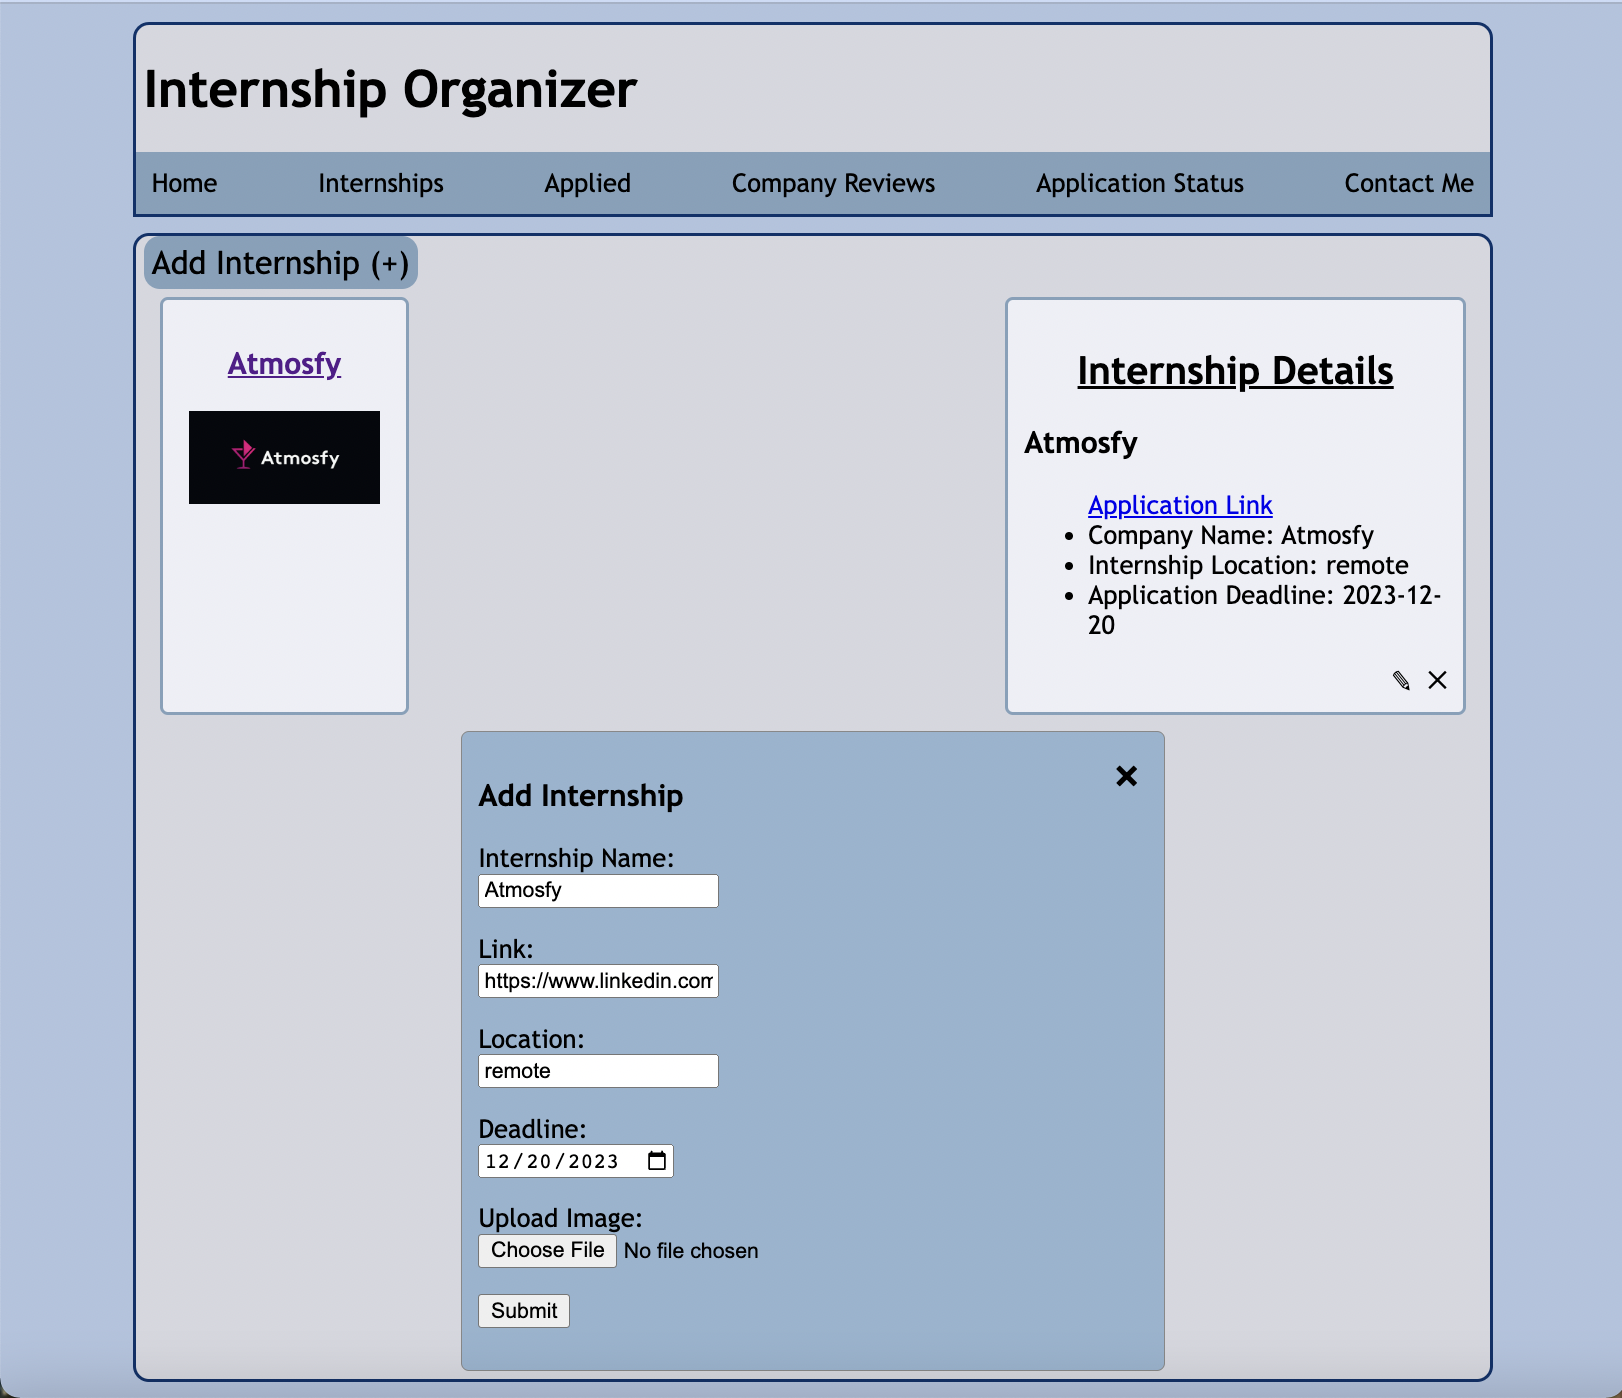 Internship Organizer
Home Internships Applied Company Reviews Application Status Contact Me
Add Internship (+)
Atmosfy
Atmosfy
Internship Details
Atmosfy
Application Link
• Company Name: Atmosfy
• Internship Location: remote
• Application Deadline: 2023-12-
20
✎ ✕
Add Internship ×
Internship Name:
Atmosfy
Link:
https://www.linkedin.com
Location:
remote
Deadline:
12/20/2023
Upload Image:
Choose File No file chosen
Submit